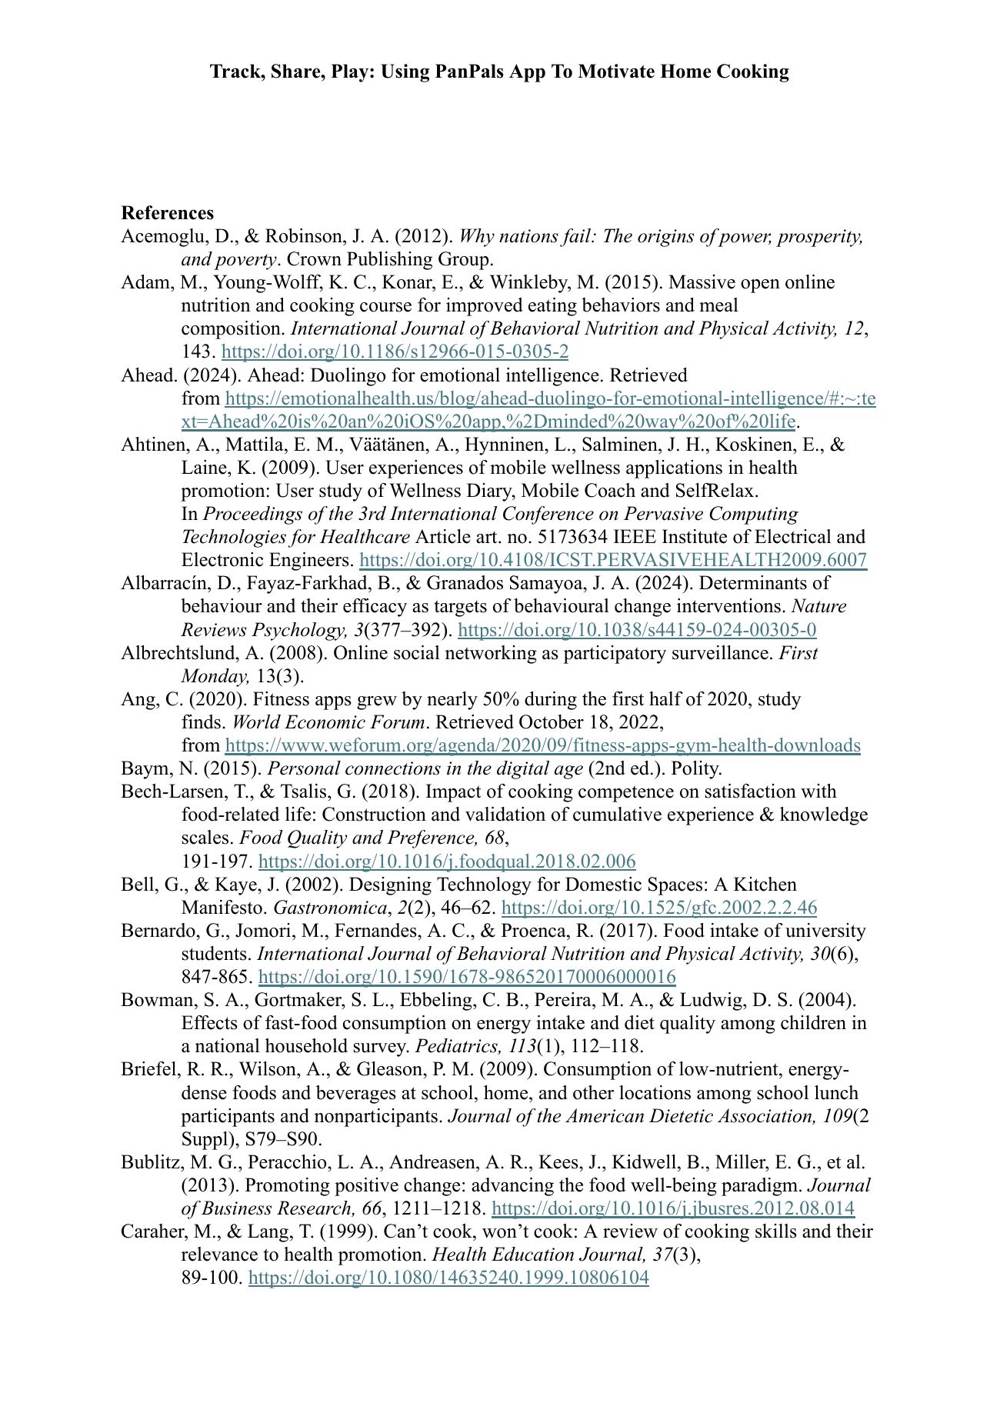 Track, Share, Play: Using PanPals App To Motivate Home Cooking
References
Acemoglu, D., & Robinson, J. A. (2012). Why nations fail: The origins of power, prosperity,
and poverty. Crown Publishing Group.
Adam, M., Young-Wolff, K. C., Konar, E., & Winkleby, M. (2015). Massive open online
nutrition and cooking course for improved eating behaviors and meal
composition. International Journal of Behavioral Nutrition and Physical Activity, 12,
143. https://doi.org/10.1186/s12966-015-0305-2
Ahead. (2024). Ahead: Duolingo for emotional intelligence. Retrieved
from https://emotionalhealth.us/blog/ahead-duolingo-for-emotional-intelligence/#:~:te
xt=Ahead%20is%20an%20iOS%20app,%2Dminded%20way%20of%20life.
Ahtinen, A., Mattila, E. M., Väätänen, A., Hynninen, L., Salminen, J. H., Koskinen, E., &
Laine, K. (2009). User experiences of mobile wellness applications in health
promotion: User study of Wellness Diary, Mobile Coach and SelfRelax.
In Proceedings of the 3rd International Conference on Pervasive Computing
Technologies for Healthcare Article art. no. 5173634 IEEE Institute of Electrical and
Electronic Engineers. https://doi.org/10.4108/ICST.PERVASIVEHEALTH2009.6007
Albarracín, D., Fayaz-Farkhad, B., & Granados Samayoa, J. A. (2024). Determinants of
behaviour and their efficacy as targets of behavioural change interventions. Nature
Reviews Psychology, 3(377–392). https://doi.org/10.1038/s44159-024-00305-0
Albrechtslund, A. (2008). Online social networking as participatory surveillance. First
Monday, 13(3).
Ang, C. (2020). Fitness apps grew by nearly 50% during the first half of 2020, study
finds. World Economic Forum. Retrieved October 18, 2022,
from https://www.weforum.org/agenda/2020/09/fitness-apps-gym-health-downloads
Baym, N. (2015). Personal connections in the digital age (2nd ed.). Polity.
Bech-Larsen, T., & Tsalis, G. (2018). Impact of cooking competence on satisfaction with
food-related life: Construction and validation of cumulative experience & knowledge
scales. Food Quality and Preference, 68,
191-197. https://doi.org/10.1016/j.foodqual.2018.02.006
Bell, G., & Kaye, J. (2002). Designing Technology for Domestic Spaces: A Kitchen
Manifesto. Gastronomica, 2(2), 46–62. https://doi.org/10.1525/gfc.2002.2.2.46
Bernardo, G., Jomori, M., Fernandes, A. C., & Proenca, R. (2017). Food intake of university
students. International Journal of Behavioral Nutrition and Physical Activity, 30(6),
847-865. https://doi.org/10.1590/1678-986520170006000016
Bowman, S. A., Gortmaker, S. L., Ebbeling, C. B., Pereira, M. A., & Ludwig, D. S. (2004).
Effects of fast-food consumption on energy intake and diet quality among children in
a national household survey. Pediatrics, 113(1), 112–118.
Briefel, R. R., Wilson, A., & Gleason, P. M. (2009). Consumption of low-nutrient, energy-
dense foods and beverages at school, home, and other locations among school lunch
participants and nonparticipants. Journal of the American Dietetic Association, 109(2
Suppl), S79–S90.
Bublitz, M. G., Peracchio, L. A., Andreasen, A. R., Kees, J., Kidwell, B., Miller, E. G., et al.
(2013). Promoting positive change: advancing the food well-being paradigm. Journal
of Business Research, 66, 1211–1218. https://doi.org/10.1016/j.jbusres.2012.08.014
Caraher, M., & Lang, T. (1999). Can’t cook, won’t cook: A review of cooking skills and their
relevance to health promotion. Health Education Journal, 37(3),
89-100. https://doi.org/10.1080/14635240.1999.10806104